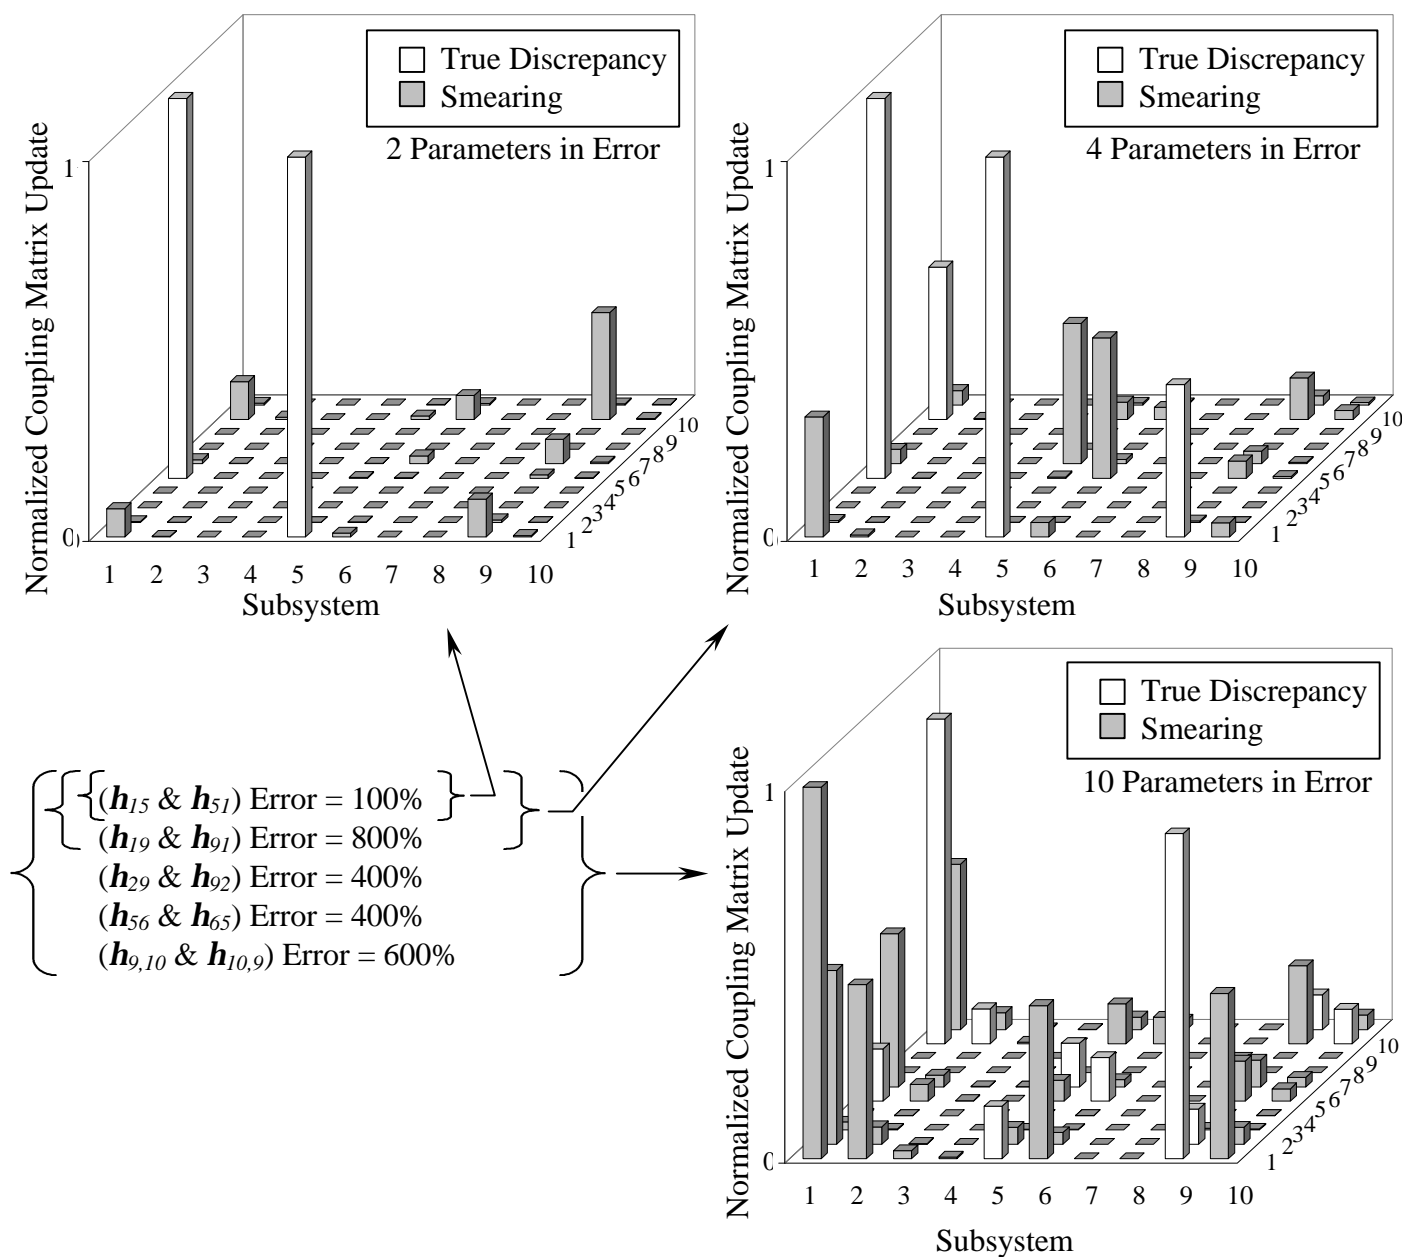 True Discrepancy
Smearing
2 Parameters in Error
Normalized Coupling Matrix Update
1
0
1 2 3 4 5 6 7 8 9 10
1 2 3 4 5 6 7 8 9 10
Subsystem
True Discrepancy
Smearing
4 Parameters in Error
Normalized Coupling Matrix Update
1
0
1 2 3 4 5 6 7 8 9 10
1 2 3 4 5 6 7 8 9 10
Subsystem
(h15 & h51) Error = 100%
(h19 & h91) Error = 800%
(h29 & h92) Error = 400%
(h56 & h65) Error = 400%
(h9,10 & h10,9) Error = 600%
True Discrepancy
Smearing
10 Parameters in Error
Normalized Coupling Matrix Update
1
0
1 2 3 4 5 6 7 8 9 10
1 2 3 4 5 6 7 8 9 10
Subsystem